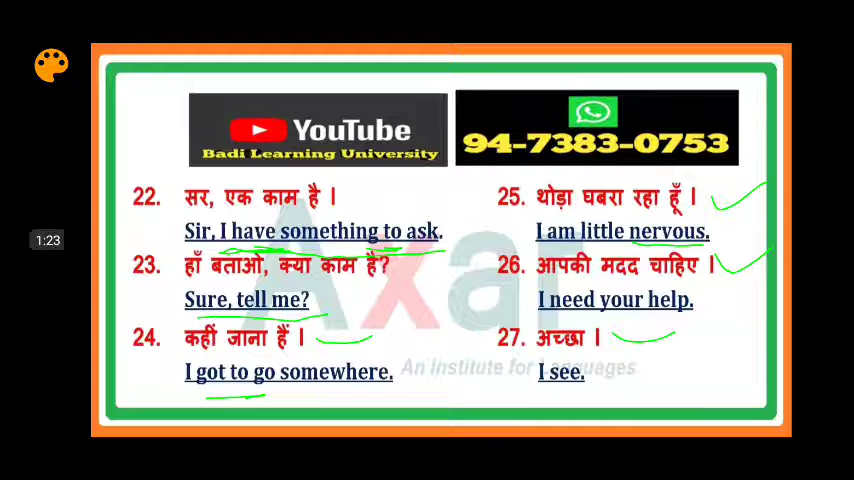 YouTube
Badi Learning University
94-7383-0753
1:23
22. सर, एक काम है ।
Sir, I have something to ask.
23. हाँ बताओ, क्या काम है?
Sure, tell me?
24. कहीं जाना हैं ।
I got to go somewhere.
25. थोड़ा घबरा रहा हूँ ।
I am little nervous.
26. आपकी मदद चाहिए ।
I need your help.
27. अच्छा ।
I see.
Axar
An Institute for Languages